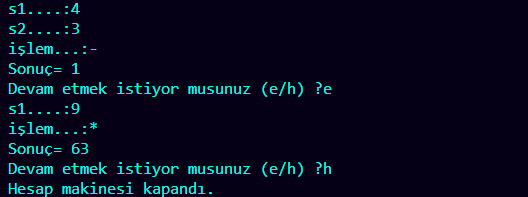 s1....:4
s2....:3
işlem...:-
Sonuç= 1
Devam etmek istiyor musunuz (e/h) ?e
s1....:9
işlem...:*
Sonuç= 63
Devam etmek istiyor musunuz (e/h) ?h
Hesap makinesi kapandı.